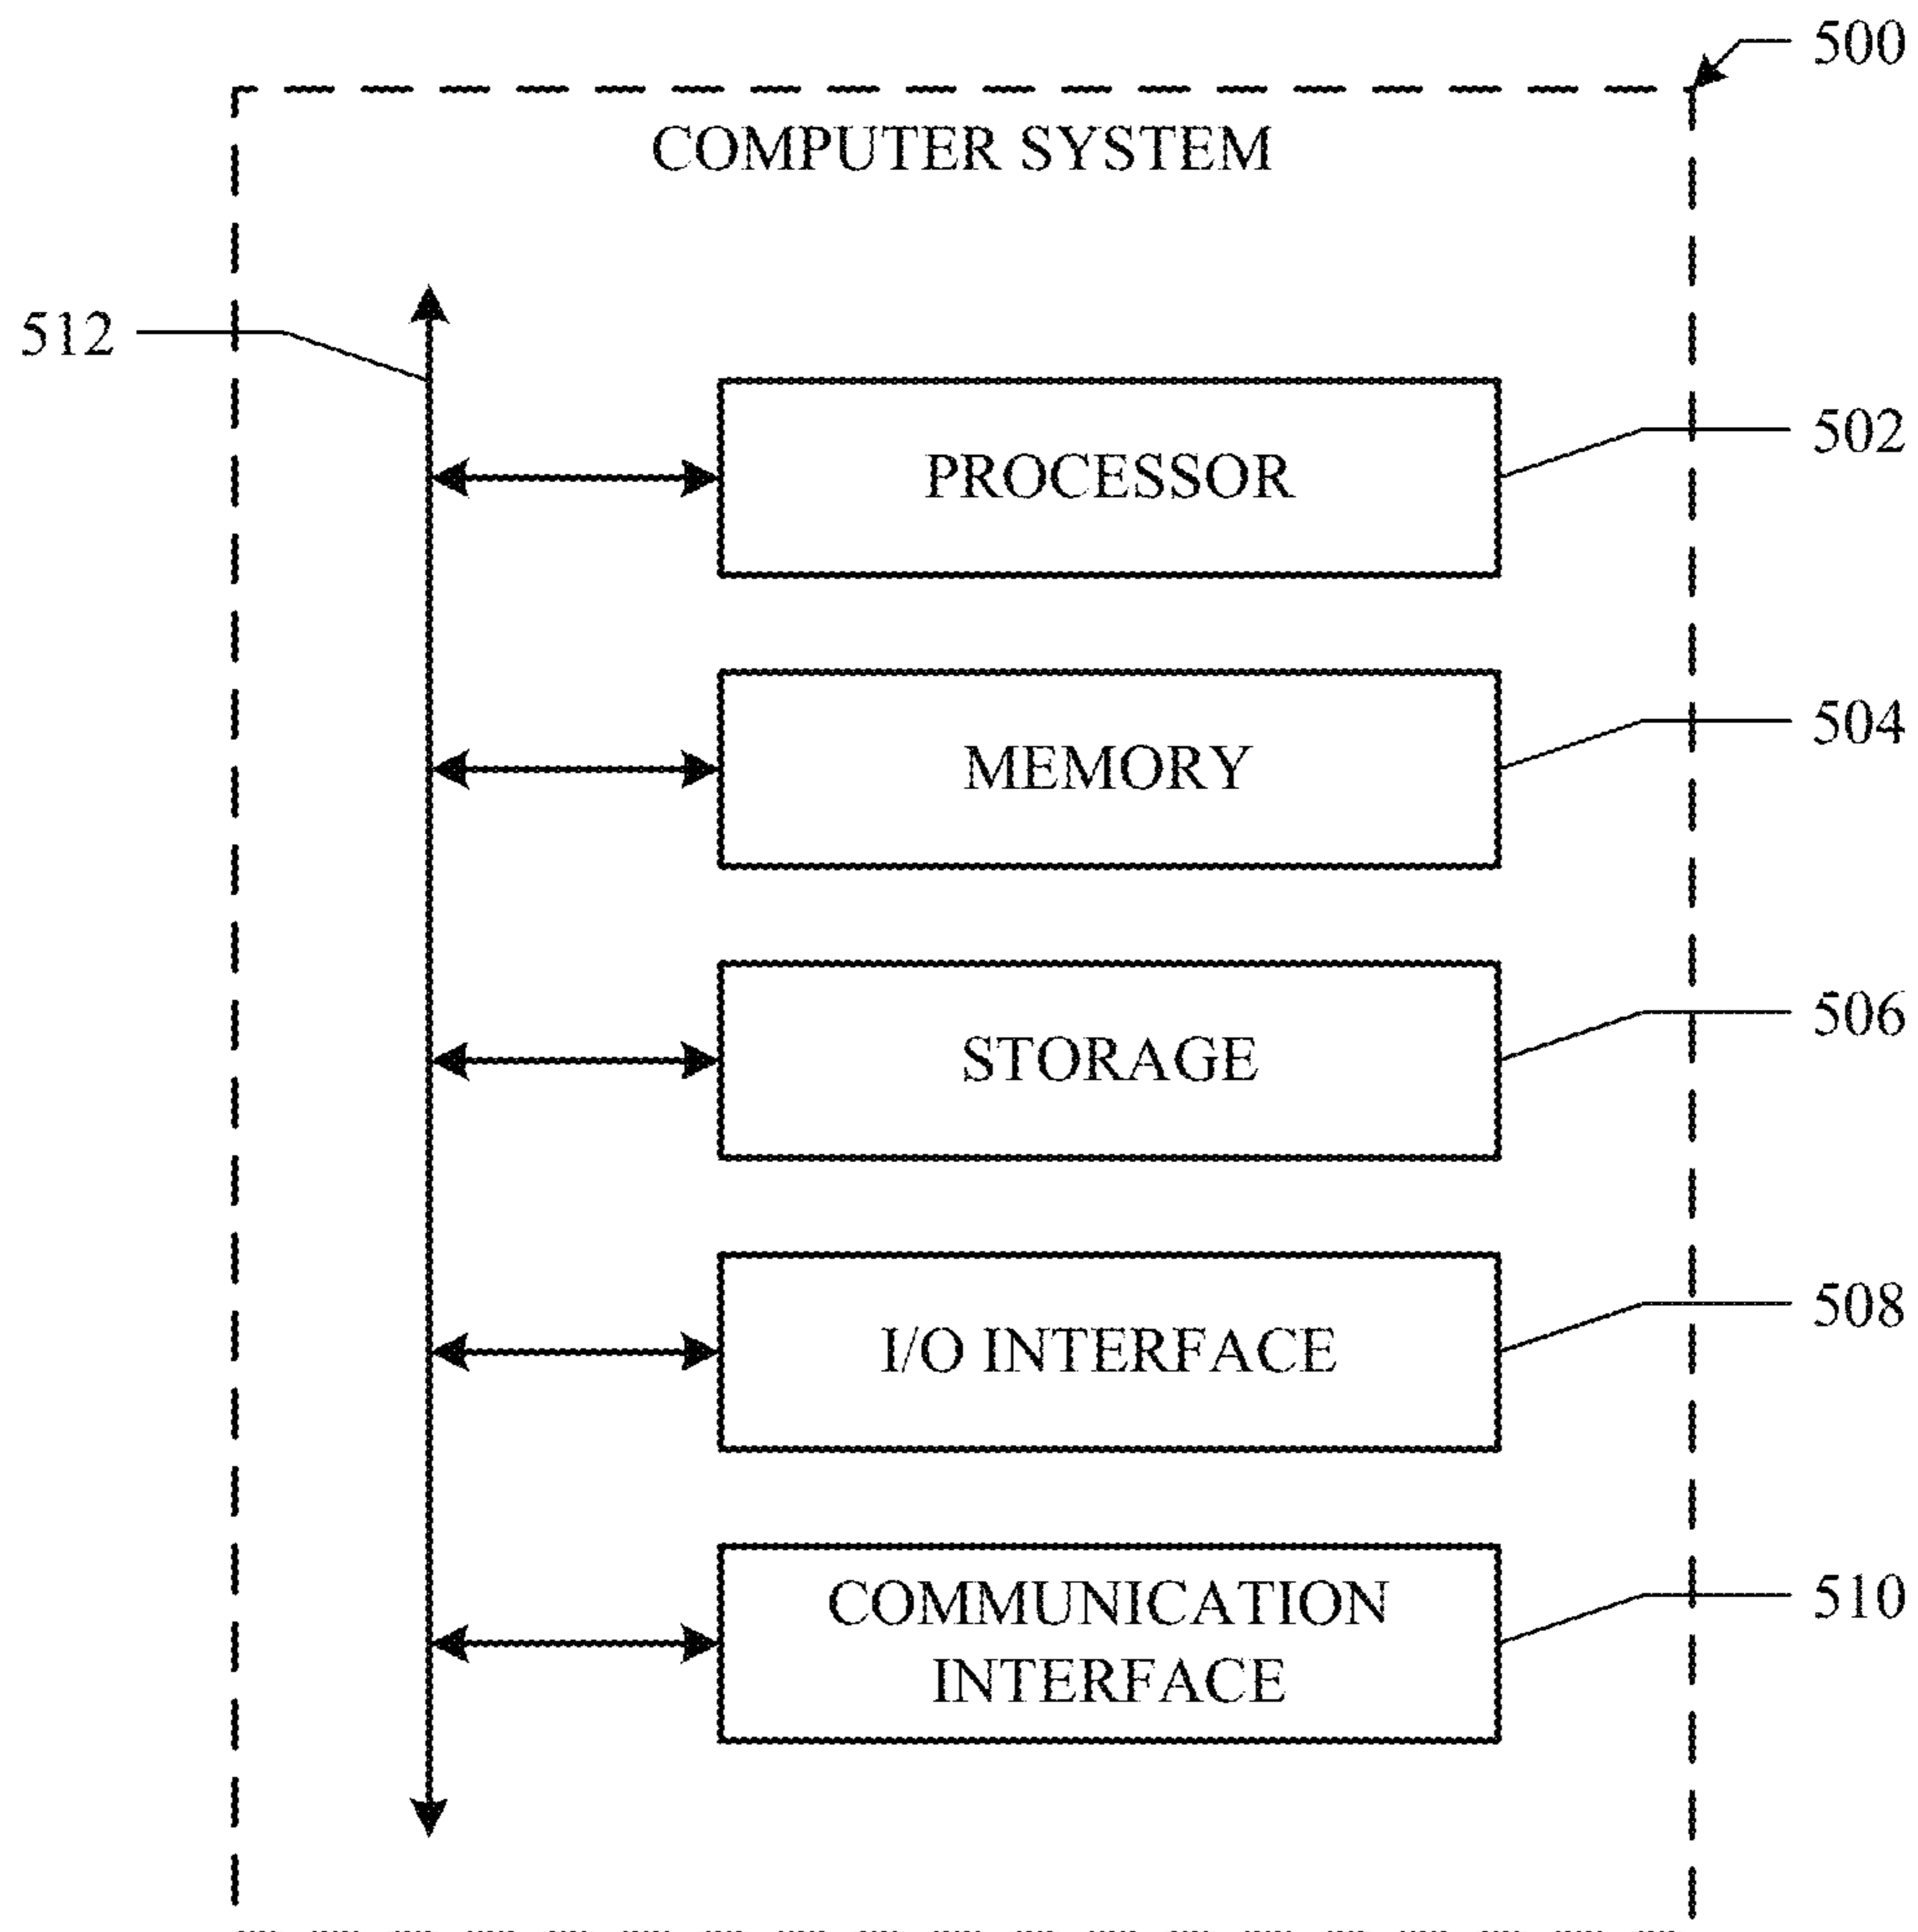 500
COMPUTER SYSTEM
512
PROCESSOR
502
MEMORY
504
STORAGE
506
I/O INTERFACE
508
COMMUNICATION
INTERFACE
510